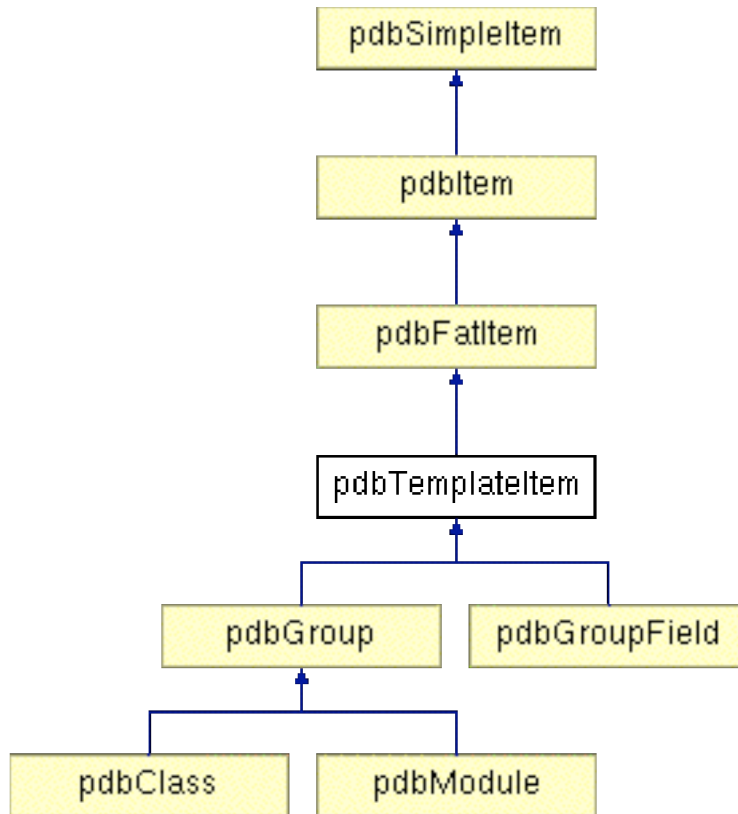 pdbSimpleItem
pdbItem
pdbFatItem
pdbTemplateItem
pdbGroup
pdbGroupField
pdbClass
pdbModule